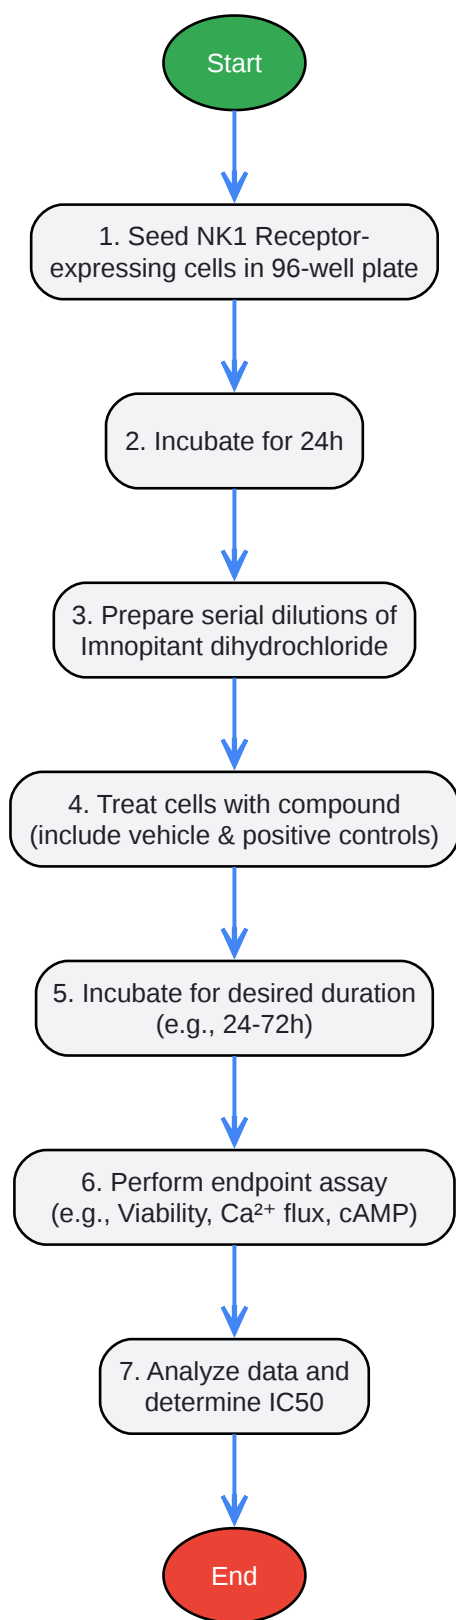 Start
1. Seed NK1 Receptor-
expressing cells in 96-well plate
2. Incubate for 24h
3. Prepare serial dilutions of
Imnopitant dihydrochloride
4. Treat cells with compound
(include vehicle & positive controls)
5. Incubate for desired duration
(e.g., 24-72h)
6. Perform endpoint assay
(e.g., Viability, Ca²⁺ flux, cAMP)
7. Analyze data and
determine IC50
End